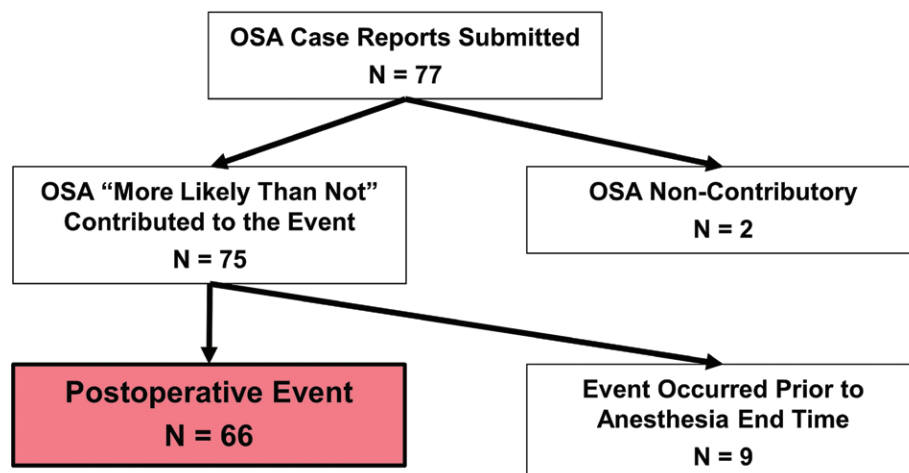 OSA Case Reports Submitted
N = 77
OSA “More Likely Than Not”
Contributed to the Event
N = 75
OSA Non-Contributory
N = 2
Postoperative Event
N = 66
Event Occurred Prior to
Anesthesia End Time
N = 9